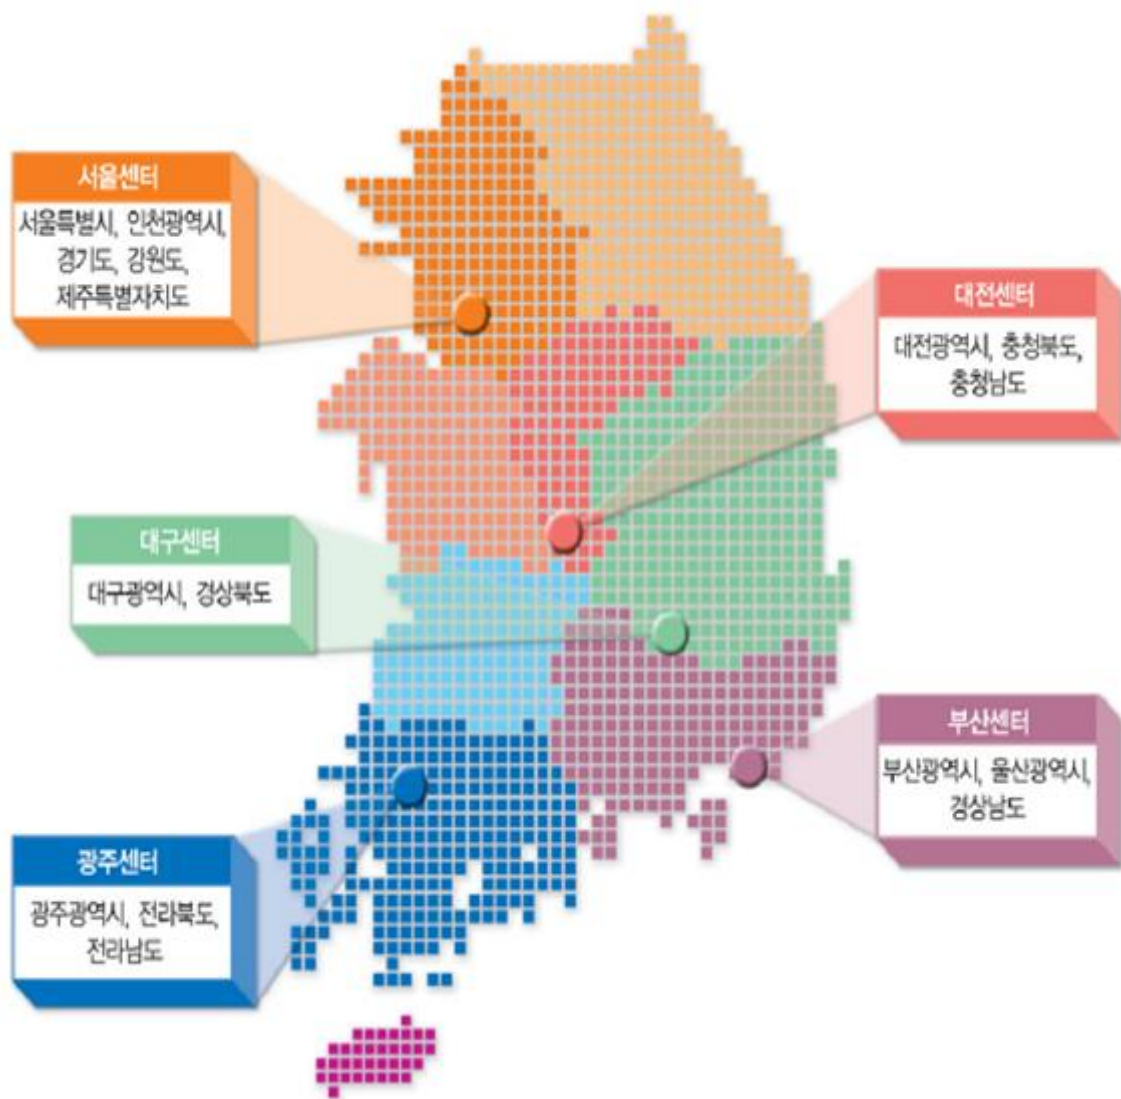 서울센터
서울특별시, 인천광역시,
경기도, 강원도,
제주특별자치도
대전센터
대전광역시, 충청북도,
충청남도
대구센터
대구광역시, 경상북도
부산센터
부산광역시, 울산광역시,
경상남도
광주센터
광주광역시, 전라북도,
전라남도